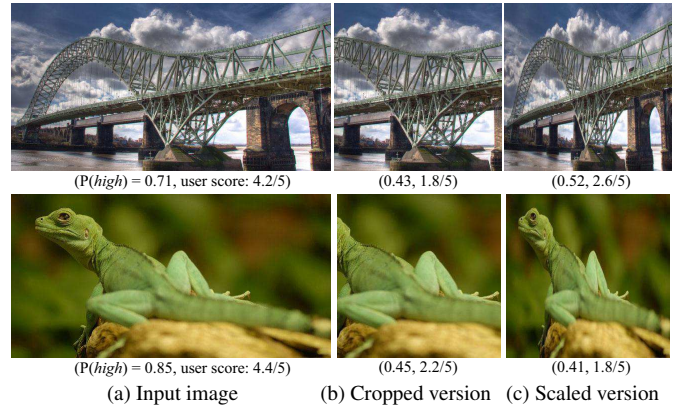 (P(high) = 0.71, user score: 4.2/5) (0.43, 1.8/5) (0.52, 2.6/5)
(P(high) = 0.85, user score: 4.4/5) (0.45, 2.2/5) (0.41, 1.8/5)
(a) Input image (b) Cropped version (c) Scaled version